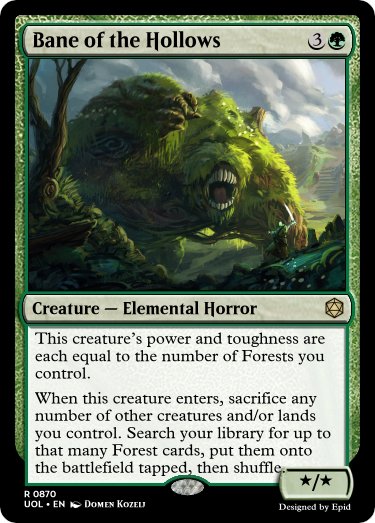 Bane of the Hollows 3
Creature — Elemental Horror
This creature's power and toughness are
each equal to the number of Forests you
control.
When this creature enters, sacrifice any
number of other creatures and/or lands
you control. Search your library for up to
that many Forest cards, put them onto
the battlefield tapped, then shuffle.
★/★
R 0870
UOL • EN Domen Kozelj
Designed by Epid